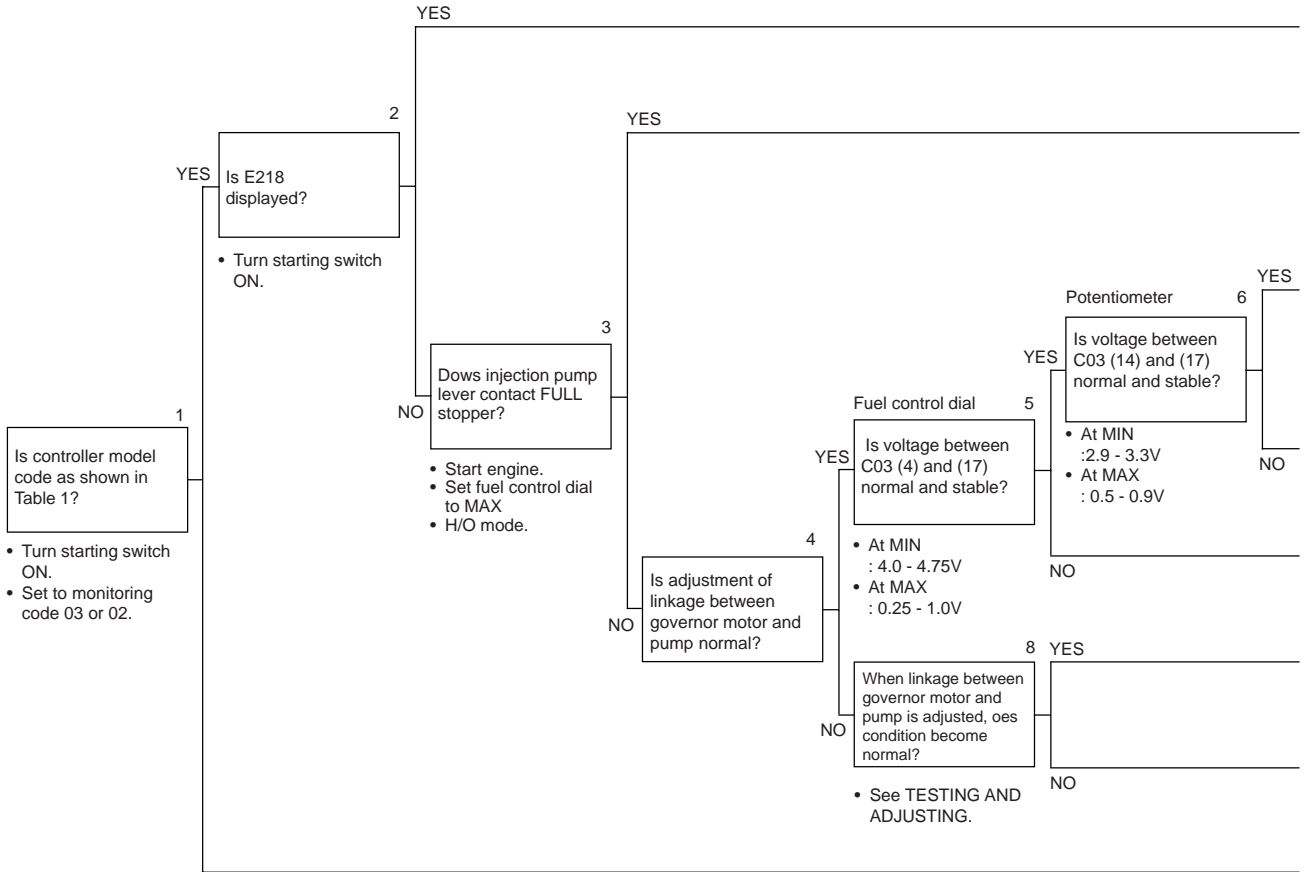 YES
2
YES
Is E218
displayed?
• Turn starting switch
ON.
YES
3
Dows injection pump
lever contact FULL
stopper?
NO
• Start engine.
• Set fuel control dial
to MAX
• H/O mode.
1
Is controller model
code as shown in
Table 1?
• Turn starting switch
ON.
• Set to monitoring
code 03 or 02.
YES
Potentiometer
6
YES
Is voltage between
C03 (14) and (17)
normal and stable?
• At MIN
:2.9 - 3.3V
• At MAX
: 0.5 - 0.9V
NO
Fuel control dial
5
YES
Is voltage between
C03 (4) and (17)
normal and stable?
• At MIN
: 4.0 - 4.75V
• At MAX
: 0.25 - 1.0V
NO
4
NO
Is adjustment of
linkage between
governor motor and
pump normal?
8
YES
When linkage between
governor motor and
pump is adjusted, oes
condition become
normal?
NO
NO
• See TESTING AND
ADJUSTING.